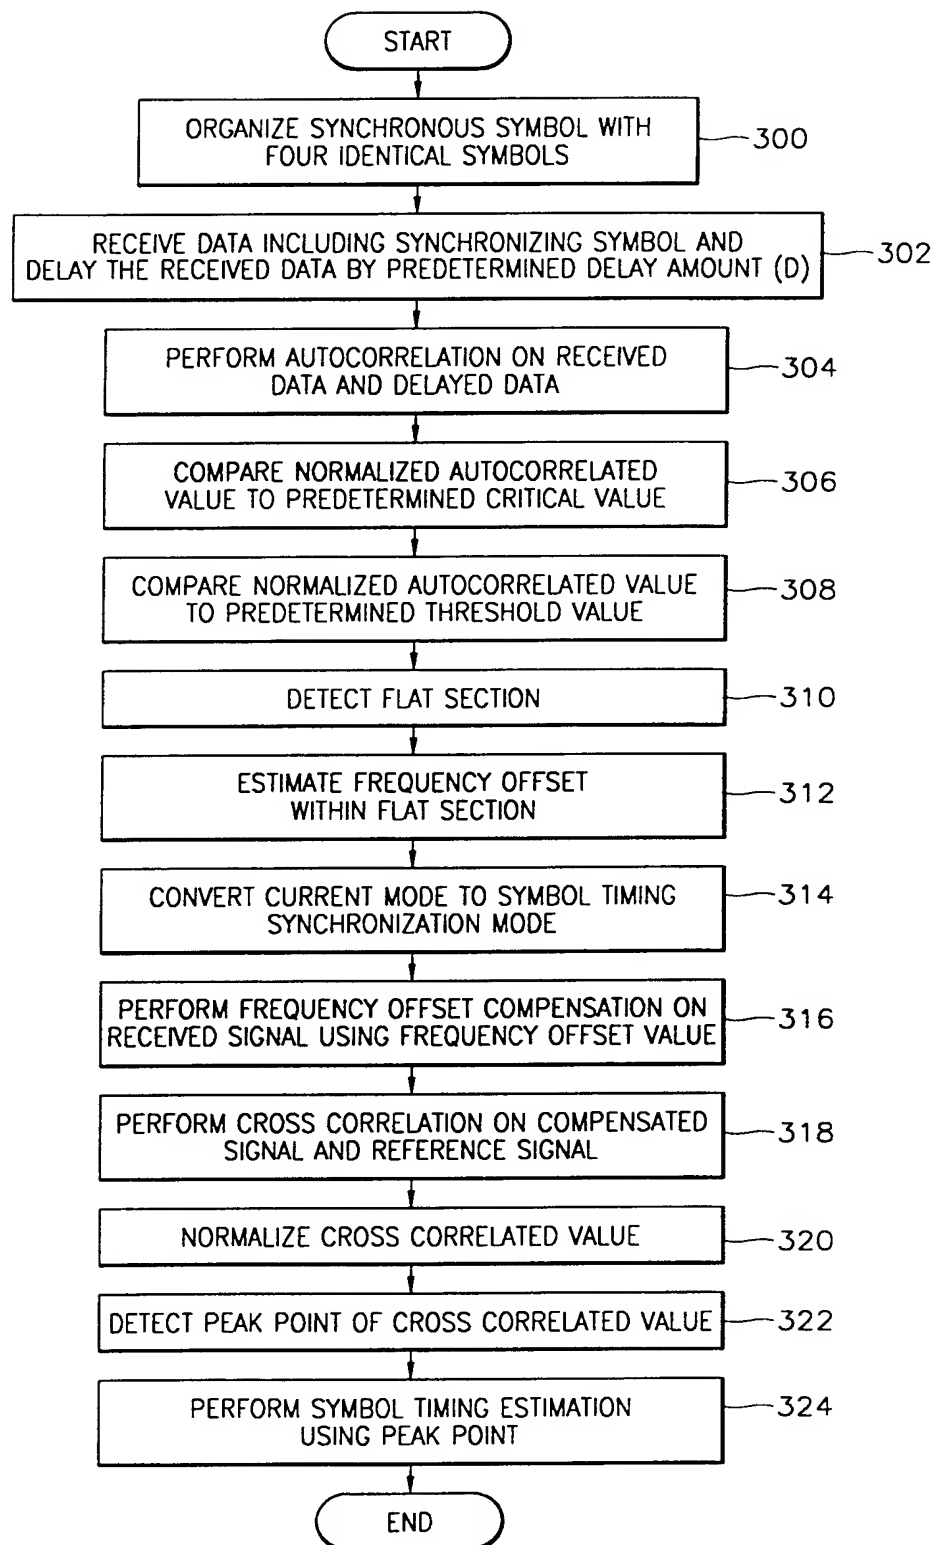 START
ORGANIZE SYNCHRONOUS SYMBOL WITH
FOUR IDENTICAL SYMBOLS
300
RECEIVE DATA INCLUDING SYNCHRONIZING SYMBOL AND
DELAY THE RECEIVED DATA BY PREDETERMINED DELAY AMOUNT (D)
302
PERFORM AUTOCORRELATION ON RECEIVED
DATA AND DELAYED DATA
304
COMPARE NORMALIZED AUTOCORRELATED
VALUE TO PREDETERMINED CRITICAL VALUE
306
COMPARE NORMALIZED AUTOCORRELATED VALUE
TO PREDETERMINED THRESHOLD VALUE
308
DETECT FLAT SECTION
310
ESTIMATE FREQUENCY OFFSET
WITHIN FLAT SECTION
312
CONVERT CURRENT MODE TO SYMBOL TIMING
SYNCHRONIZATION MODE
314
PERFORM FREQUENCY OFFSET COMPENSATION ON
RECEIVED SIGNAL USING FREQUENCY OFFSET VALUE
316
PERFORM CROSS CORRELATION ON COMPENSATED
SIGNAL AND REFERENCE SIGNAL
318
NORMALIZE CROSS CORRELATED VALUE
320
DETECT PEAK POINT OF CROSS CORRELATED VALUE
322
PERFORM SYMBOL TIMING ESTIMATION
USING PEAK POINT
324
END